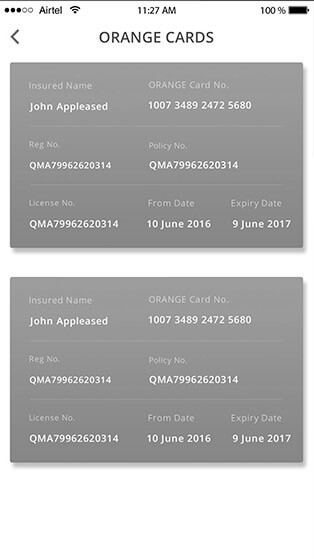 Airtel 11:27 AM 100 %
ORANGE CARDS
Insured Name ORANGE Card No.
John Appleased 1007 3489 2472 5680
Reg No. Policy No.
QMA79962620314 QMA79962620314
License No. From Date Expiry Date
QMA79962620314 10 June 2016 9 June 2017
Insured Name ORANGE Card No.
John Appleased 1007 3489 2472 5680
Reg No. Policy No.
QMA79962620314 QMA79962620314
License No. From Date Expiry Date
QMA79962620314 10 June 2016 9 June 2017